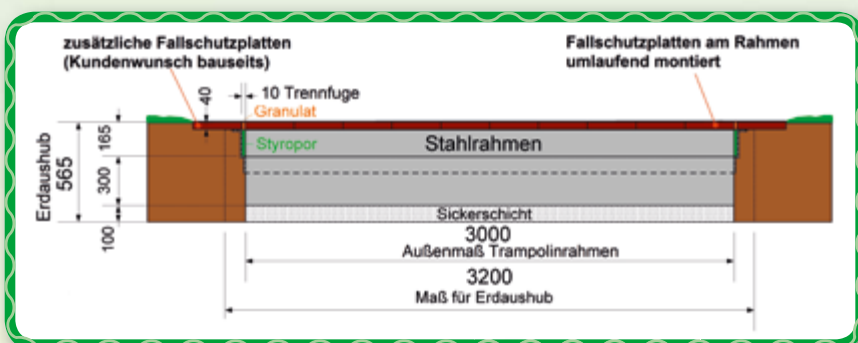 zusätzliche Fallschutzplatten
(Kundenwunsch bauseits)
Fallschutzplatten am Rahmen
umlaufend montiert
10 Trennfuge
40
Granulat
Styropor
Stahlrahmen
Erdaushub
565
165
300
100
Sickerschicht
3000
Außenmaß Trampolinrahmen
3200
Maß für Erdaushub